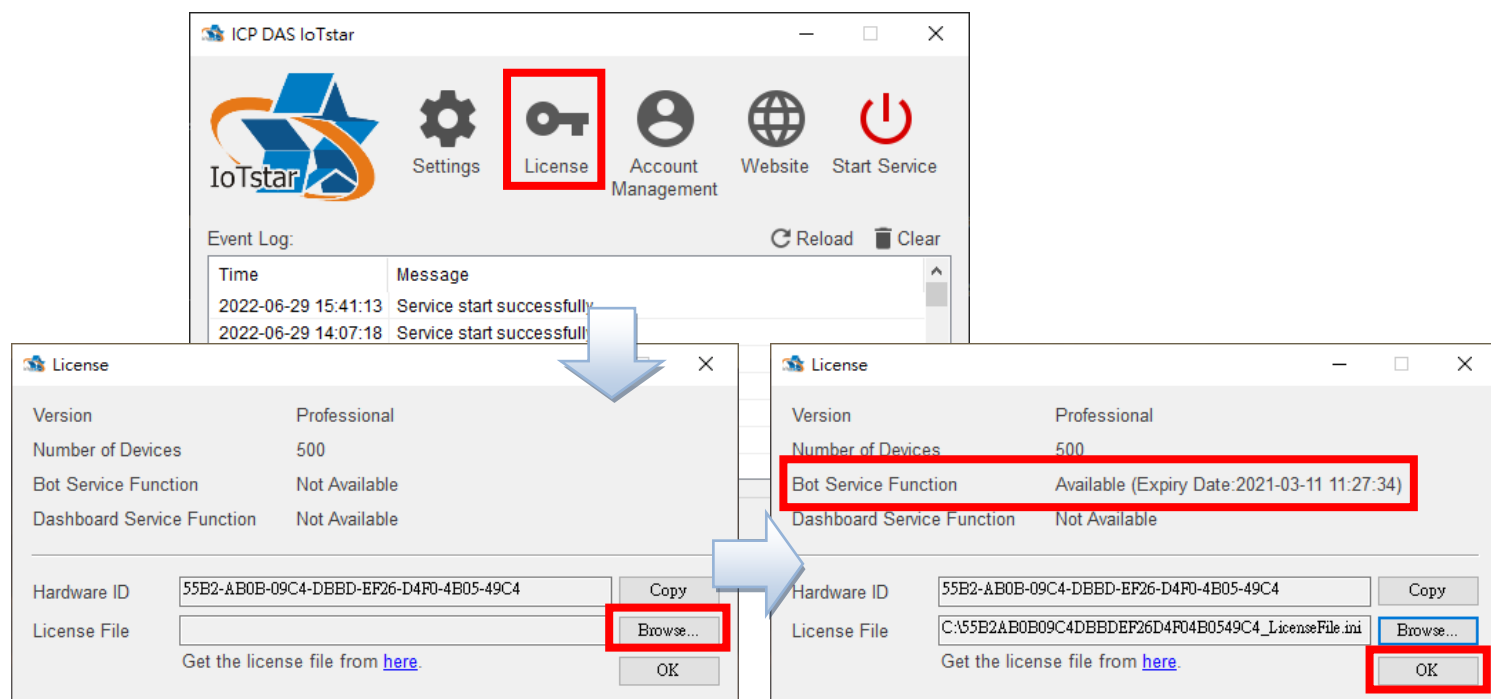 ICP DAS IoTstar
IoTstar
Settings
License
Account
Management
Website
Start Service
Event Log:
Reload
Clear
Time Message
2022-06-29 15:41:13 Service start successfully
2022-06-29 14:07:18 Service start successfully
License
Version Professional
Number of Devices 500
Bot Service Function Not Available
Dashboard Service Function Not Available
Hardware ID 55B2-AB0B-09C4-DBBD-EF26-D4F0-4B05-49C4 Copy
License File Browse...
Get the license file from here.
OK
License
Version Professional
Number of Devices 500
Bot Service Function Available (Expiry Date:2021-03-11 11:27:34)
Dashboard Service Function Not Available
Hardware ID 55B2-AB0B-09C4-DBBD-EF26-D4F0-4B05-49C4 Copy
License File C:\55B2AB0B09C4DBBDEF26D4F04B0549C4_LicenseFile.ini Browse...
Get the license file from here.
OK